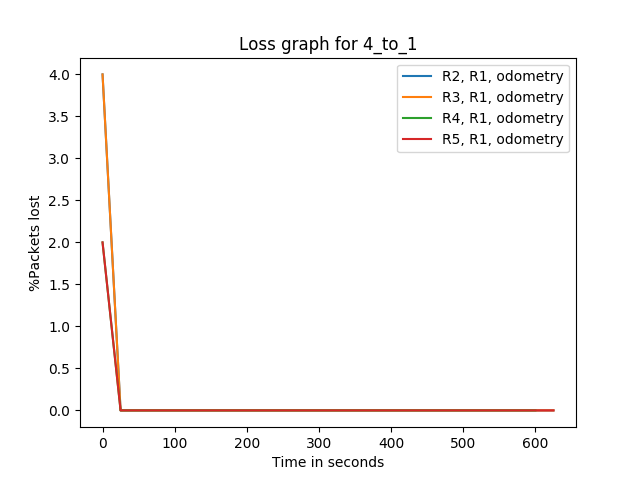 Loss graph for 4_to_1
R2, R1, odometry
R3, R1, odometry
R4, R1, odometry
R5, R1, odometry
%Packets lost
4.0
3.5
3.0
2.5
2.0
1.5
1.0
0.5
0.0
0 100 200 300 400 500 600
Time in seconds